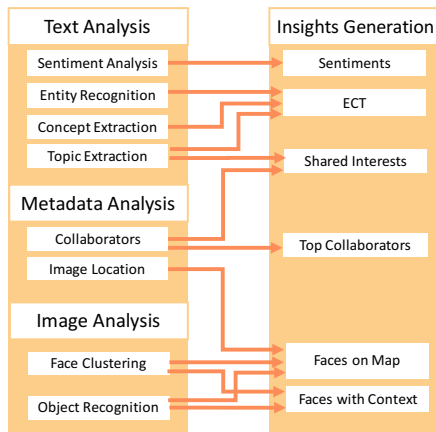 Text Analysis
Sentiment Analysis
Entity Recognition
Concept Extraction
Topic Extraction
Metadata Analysis
Collaborators
Image Location
Image Analysis
Face Clustering
Object Recognition
Insights Generation
Sentiments
ECT
Shared Interests
Top Collaborators
Faces on Map
Faces with Context